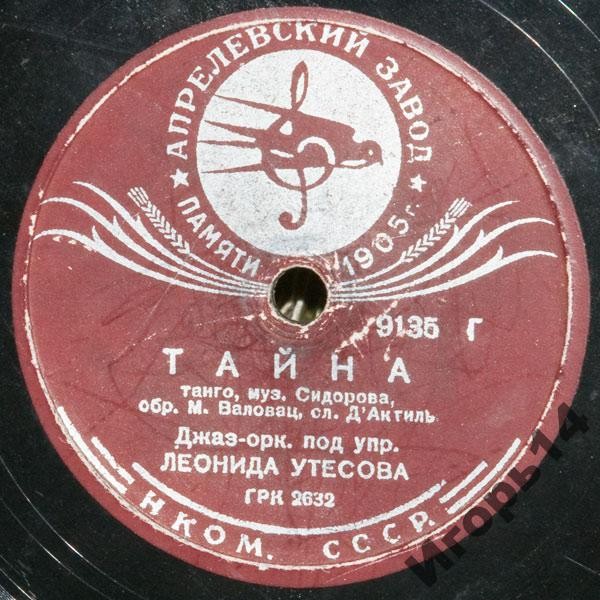 ★ АПРЕЛЕВСКИЙ ЗАВОД ★
ПАМЯТИ 1905 г.
9135 Г
ТАЙНА
танго, муз. Сидорова,
обр. М. Валовац, сл. Д'Актиль
Джаз-орк. под упр.
ЛЕОНИДА УТЕСОВА
ГРК 2632
НКОМ. СССР.
Игорь14